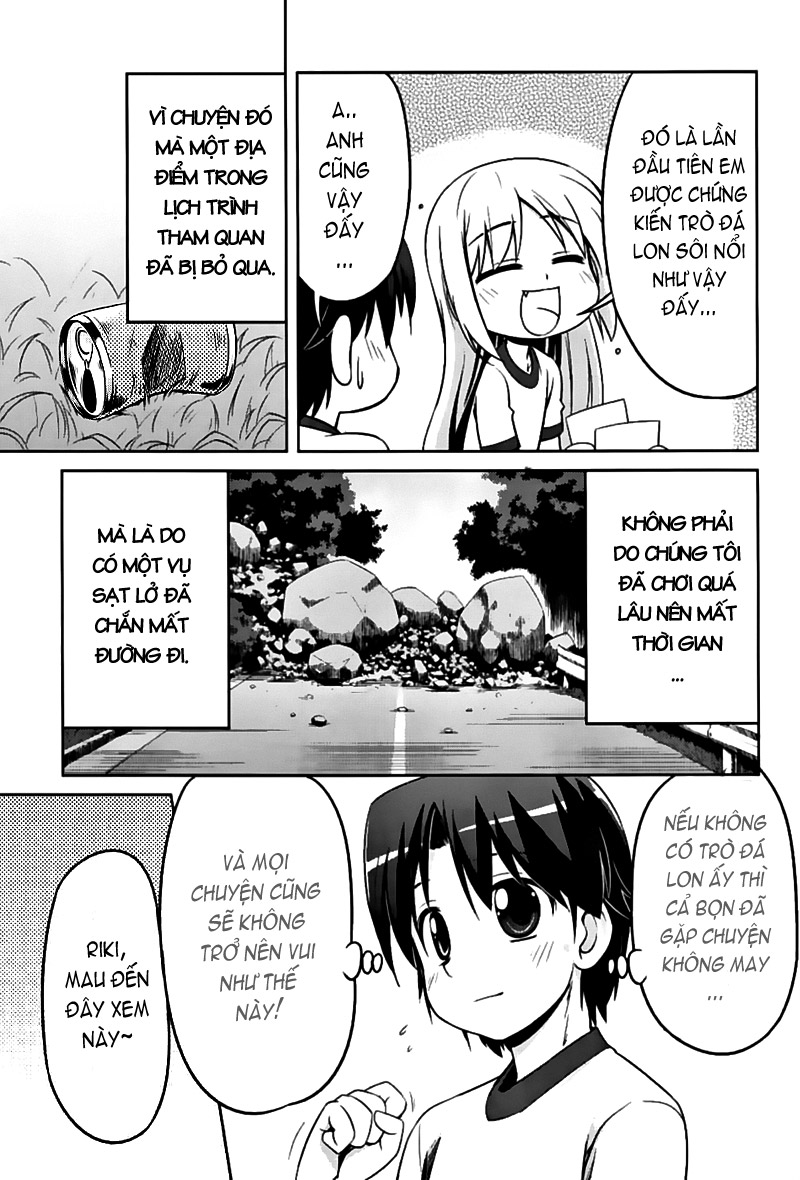 ĐÓ LÀ LẦN
ĐẦU TIÊN EM
ĐƯỢC CHỨNG
KIẾN TRÒ ĐÁ
LON SÔI NỔI
NHƯ VẬY
ĐẤY...
A..
ANH
CŨNG
VẬY
ĐẤY
...
VÌ CHUYỆN ĐÓ
MÀ MỘT ĐỊA
ĐIỂM TRONG
LỊCH TRÌNH
THAM QUAN
ĐÃ BỊ BỎ QUA.
KHÔNG PHẢI
DO CHÚNG TÔI
ĐÃ CHƠI QUÁ
LÂU NÊN MẤT
THỜI GIAN
...
MÀ LÀ DO
CÓ MỘT VỤ
SẠT LỞ ĐÃ
CHẮN MẤT
ĐƯỜNG ĐI.
NẾU KHÔNG
CÓ TRÒ ĐÁ
LON ẤY THÌ
CẢ BỌN ĐÃ
GẶP CHUYỆN
KHÔNG MAY
...
VÀ MỌI
CHUYỆN CŨNG
SẼ KHÔNG
TRỞ NÊN VUI
NHƯ THẾ
NÀY!
RIKI,
MAU ĐẾN
ĐÂY XEM
NÀY~